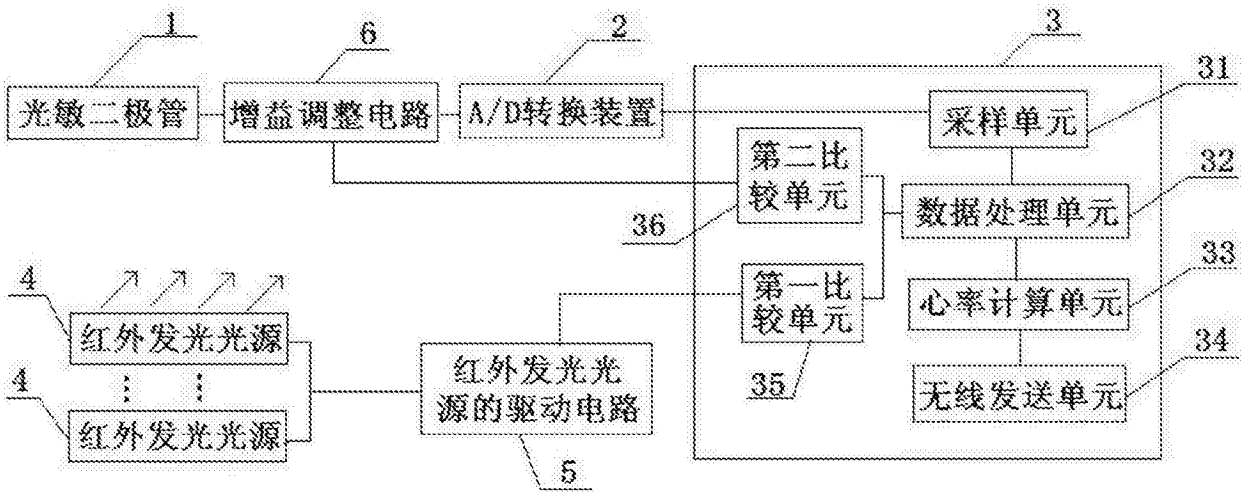 1
6
2
3
31
光敏二极管
增益调整电路
A/D转换装置
采样单元
第二比
较单元
32
36
数据处理单元
33
4
第一比
较单元
心率计算单元
红外发光光源
34
35
红外发光光
源的驱动电路
无线发送单元
4
红外发光光源
5